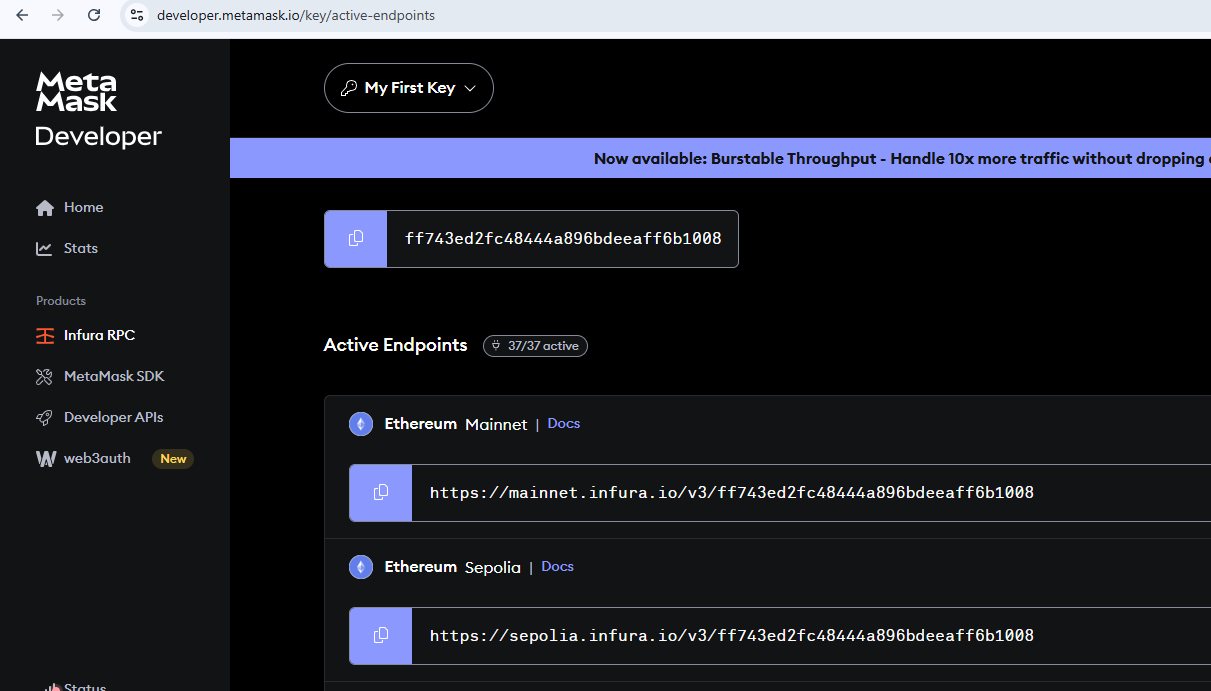 developer.metamask.io/key/active-endpoints
Meta
Mask
Developer
My First Key
Now available: Burstable Throughput - Handle 10x more traffic without dropping
Home
Stats
ff743ed2fc48444a896bdeeaff6b1008
Products
Infura RPC
MetaMask SDK
Developer APIs
web3auth New
Active Endpoints 37/37 active
Ethereum Mainnet | Docs
https://mainnet.infura.io/v3/ff743ed2fc48444a896bdeeaff6b1008
Ethereum Sepolia | Docs
https://sepolia.infura.io/v3/ff743ed2fc48444a896bdeeaff6b1008
Status